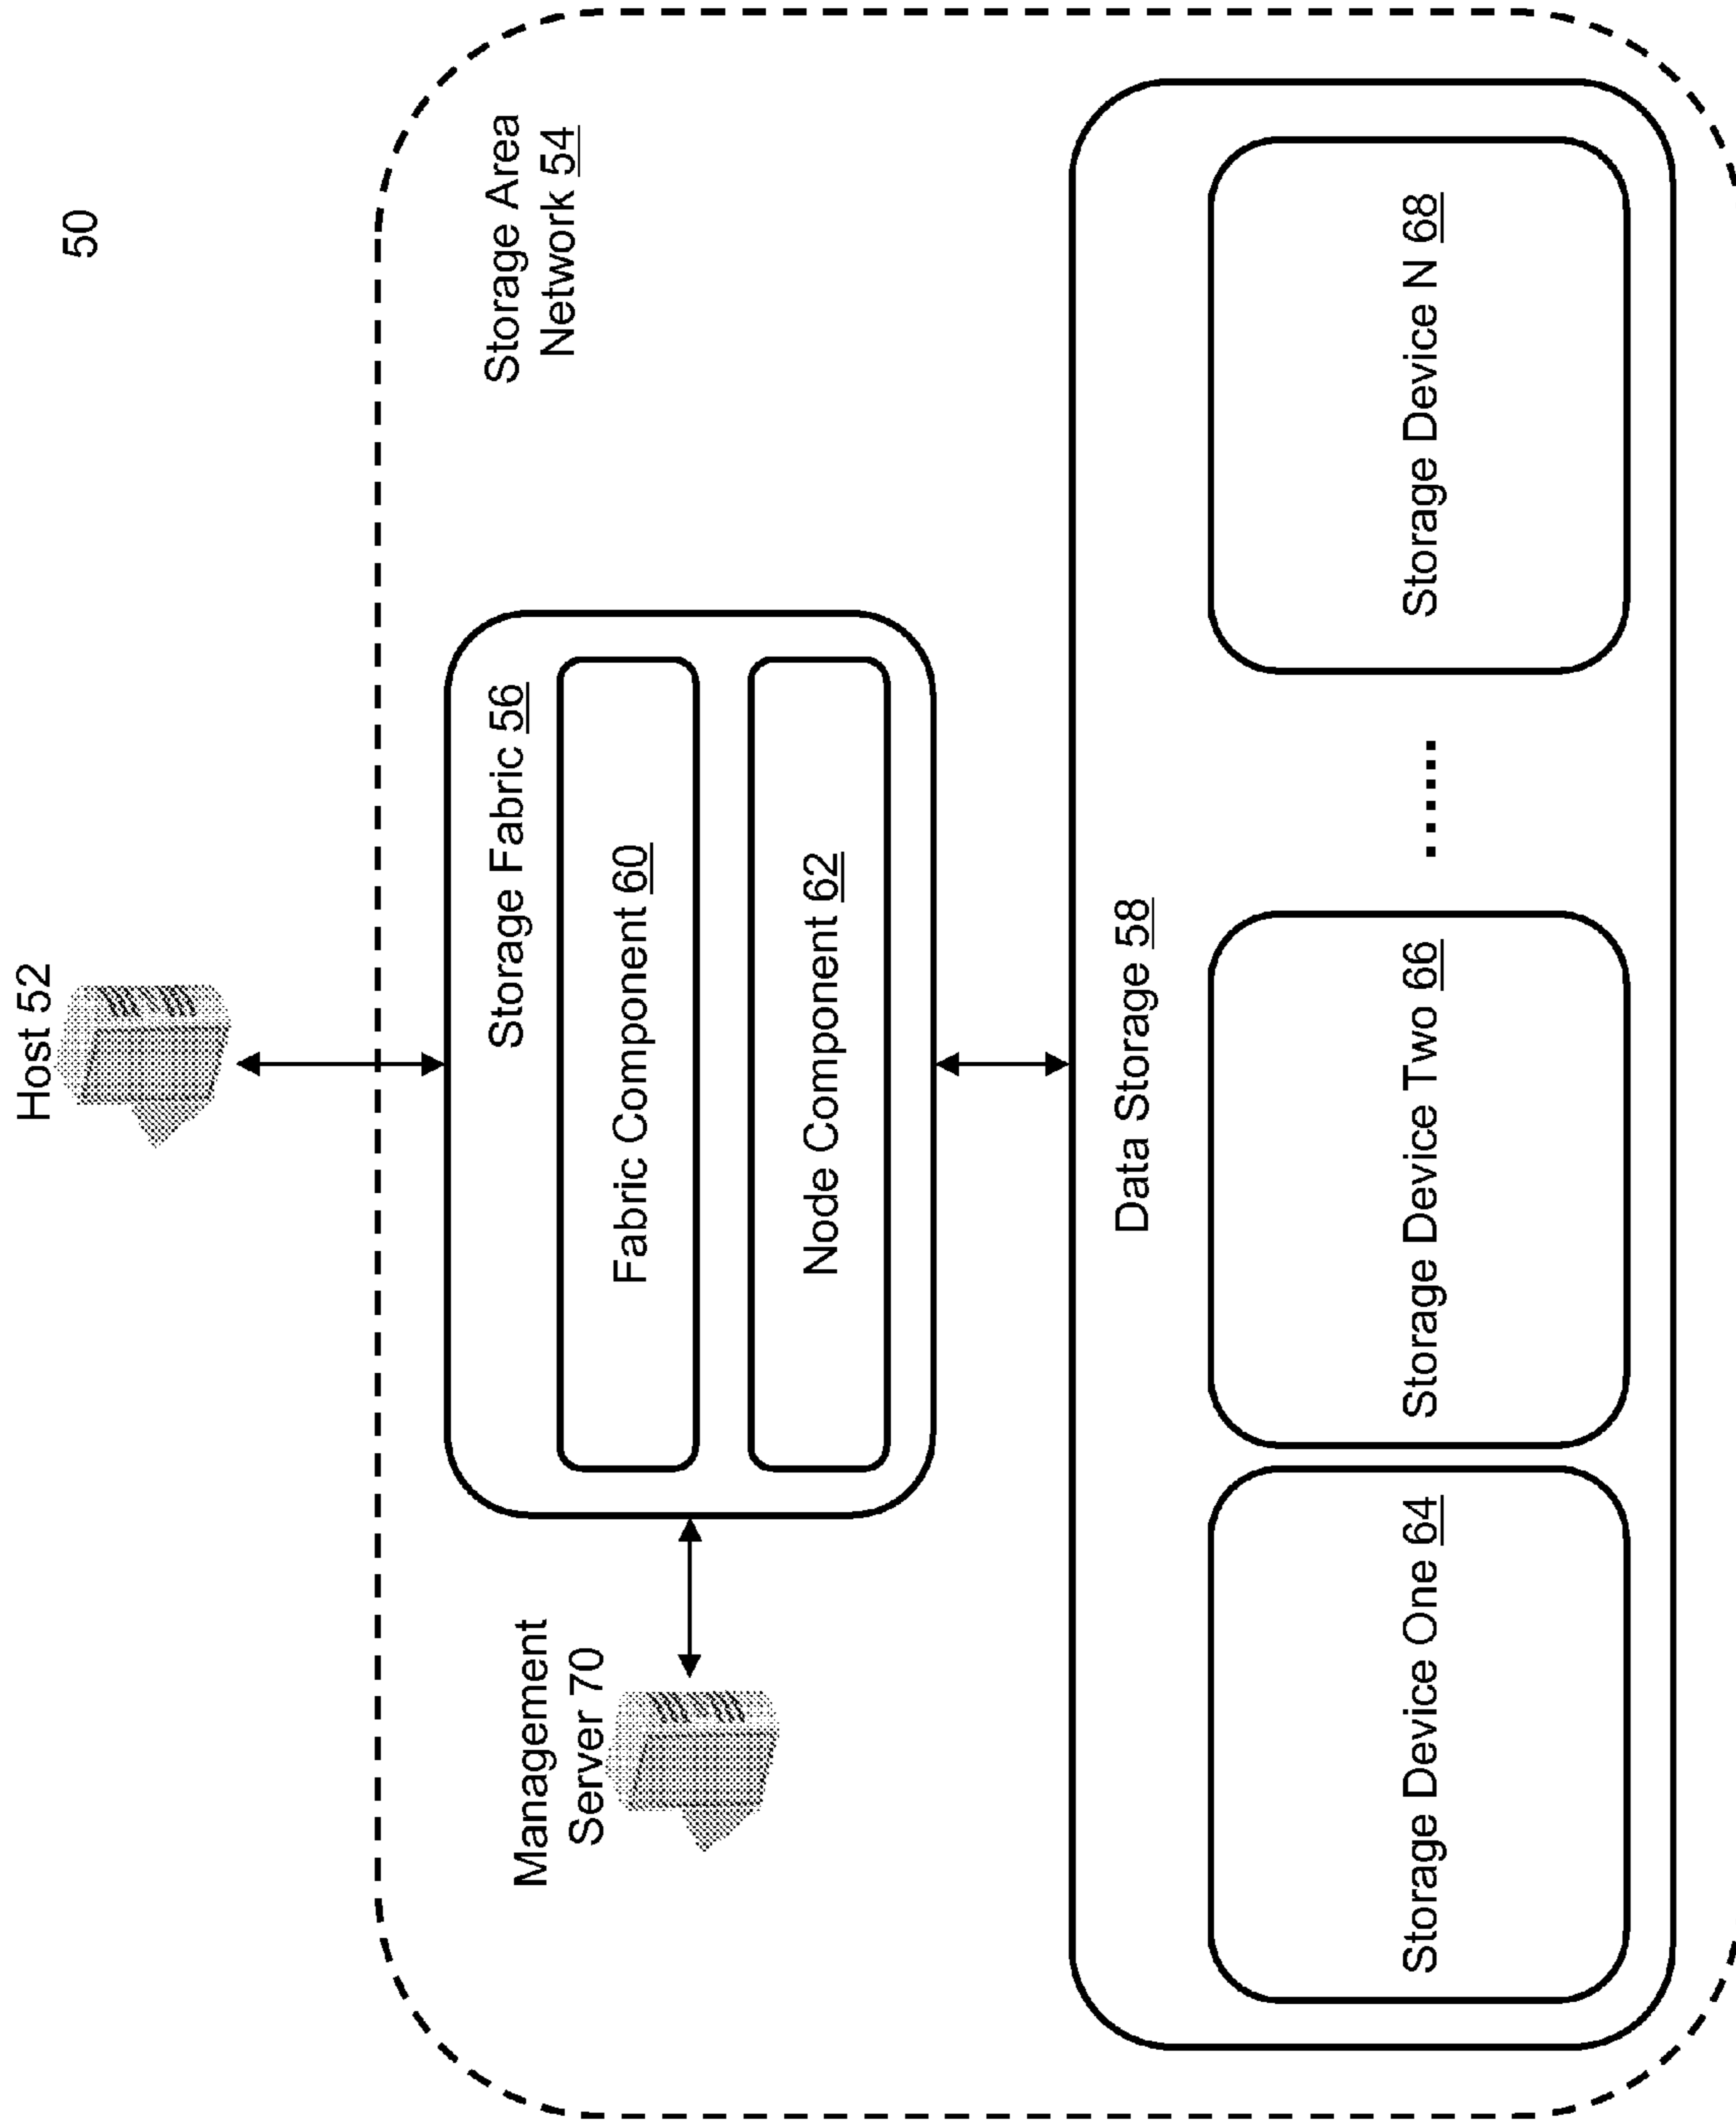 50
Host 52
Storage Area
Network 54
Storage Fabric 56
Fabric Component 60
Node Component 62
Management
Server 70
Data Storage 58
Storage Device One 64
Storage Device Two 66
......
Storage Device N 68